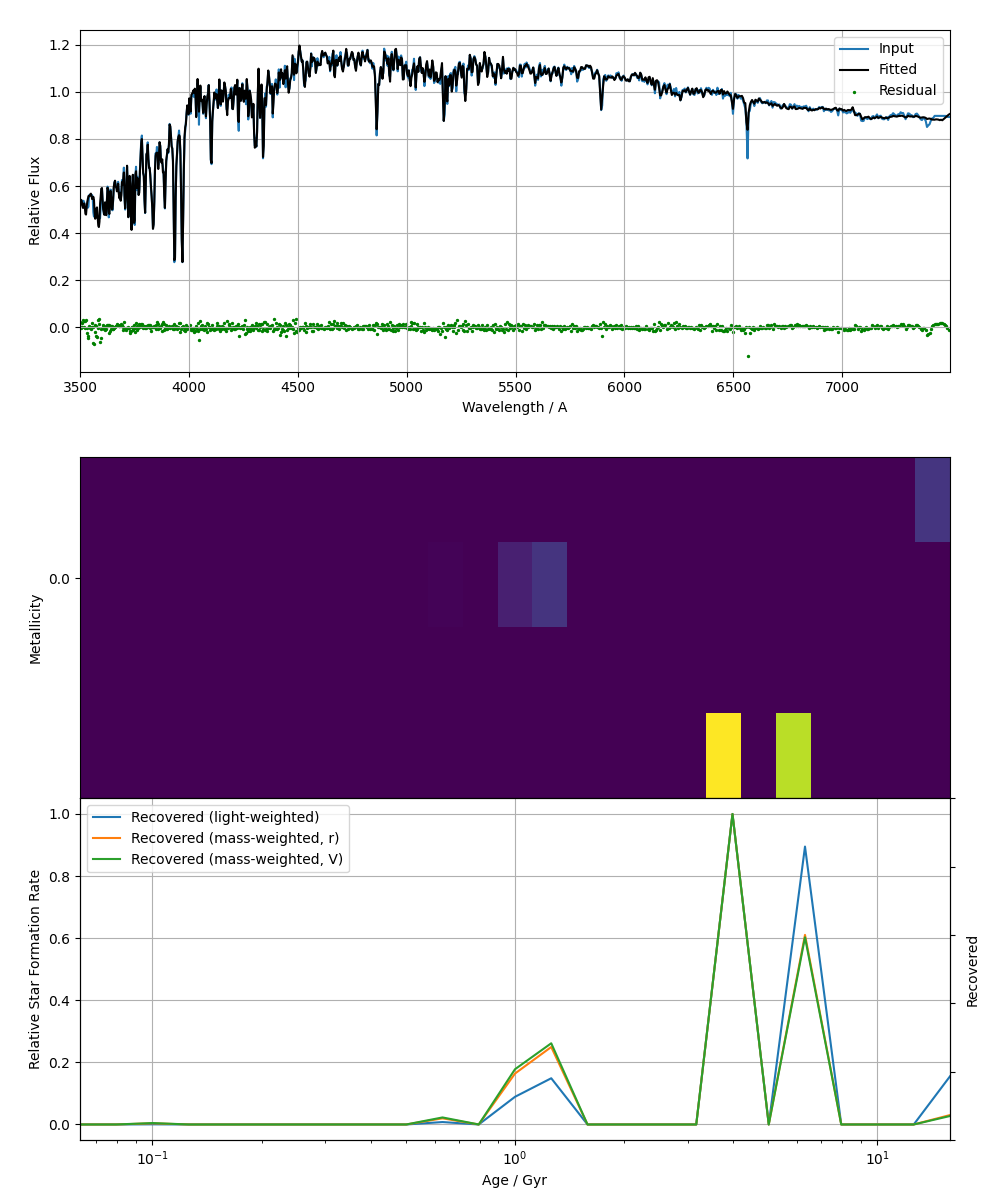 1.2
1.0
0.8
0.6
0.4
0.2
0.0
Relative Flux
Input
Fitted
Residual
3500 4000 4500 5000 5500 6000 6500 7000
Wavelength / A
0.0
Metallicity
1.0
0.8
0.6
0.4
0.2
0.0
Relative Star Formation Rate
Recovered (light-weighted)
Recovered (mass-weighted, r)
Recovered (mass-weighted, V)
Recovered
10⁻¹ 10⁰ 10¹
Age / Gyr